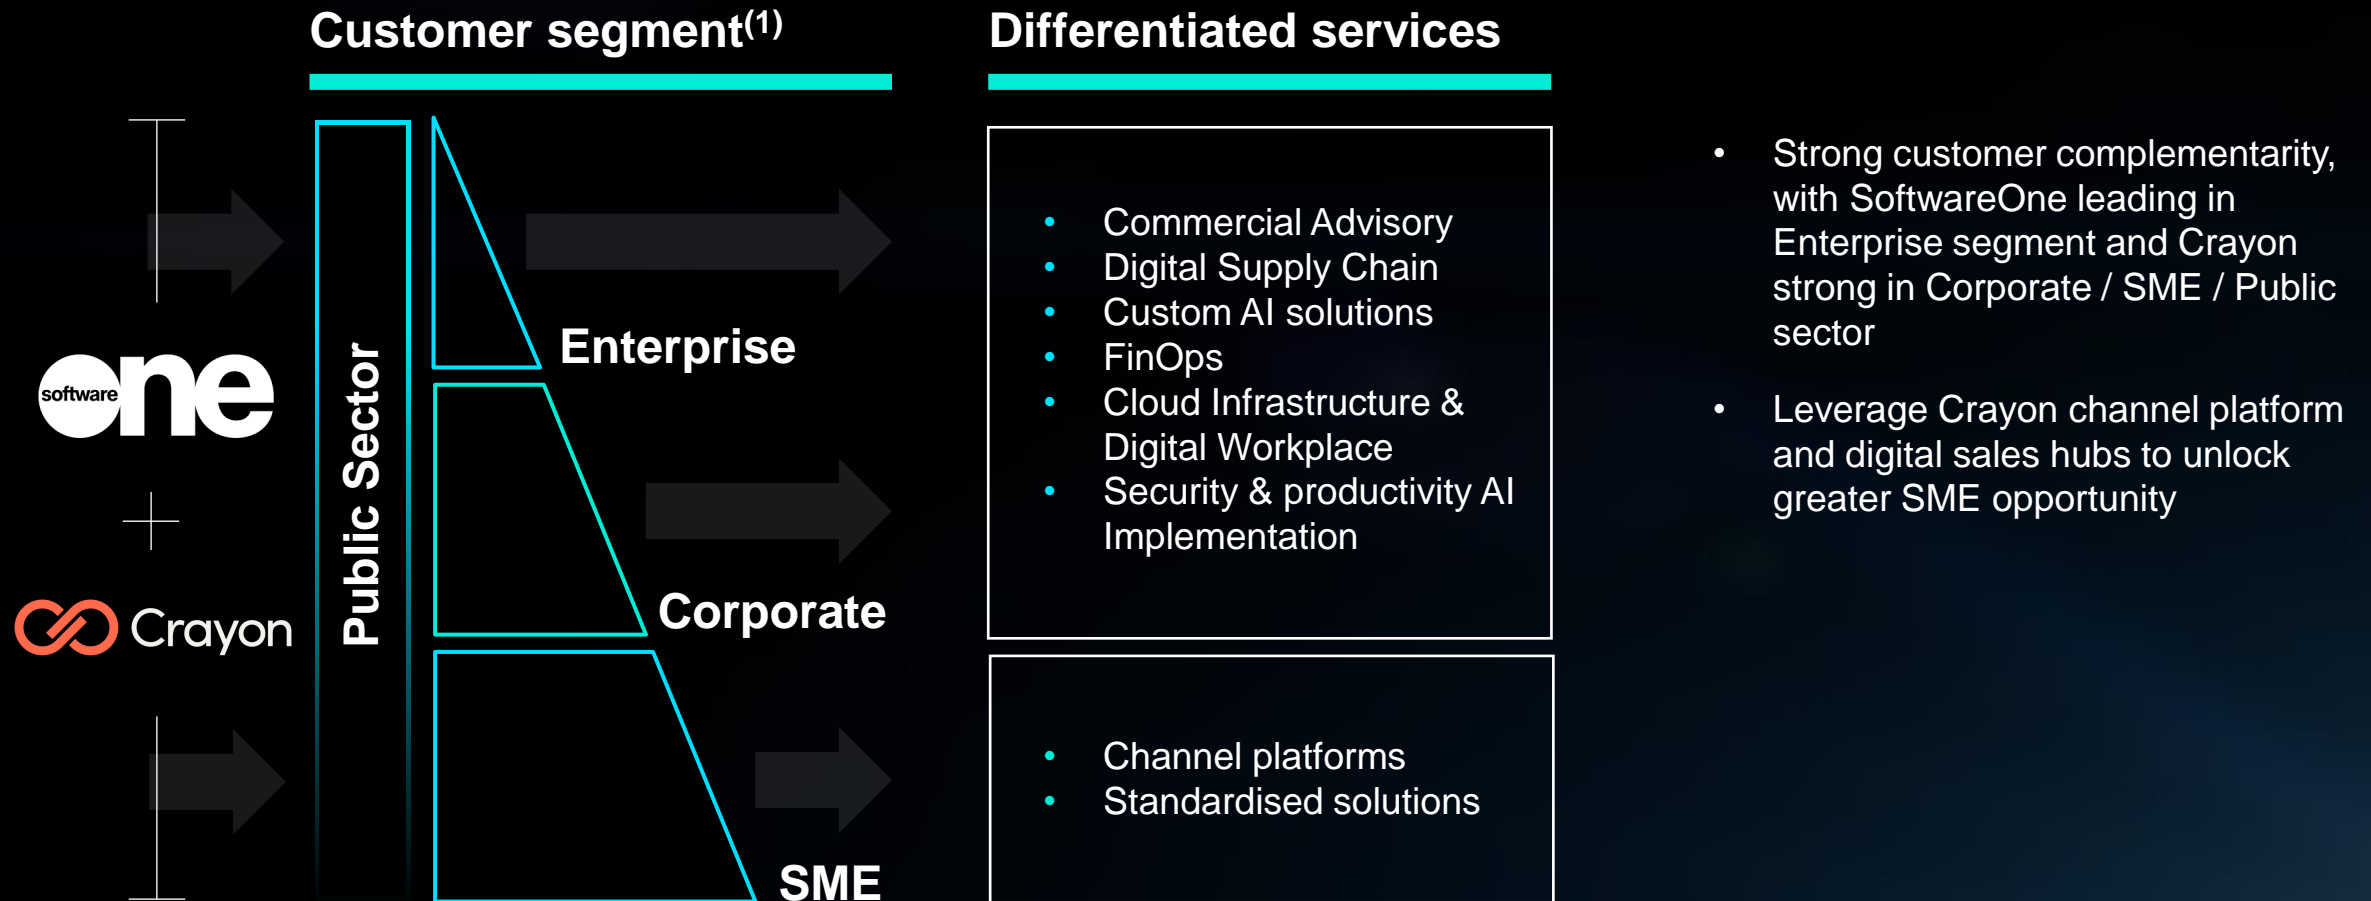 Customer segment(1)
Differentiated services
software
one
Crayon
Public Sector
Enterprise
Corporate
SME
• Commercial Advisory
• Digital Supply Chain
• Custom AI solutions
• FinOps
• Cloud Infrastructure &
Digital Workplace
• Security & productivity AI
Implementation
• Channel platforms
• Standardised solutions
• Strong customer complementarity,
with SoftwareOne leading in
Enterprise segment and Crayon
strong in Corporate / SME / Public
sector
• Leverage Crayon channel platform
and digital sales hubs to unlock
greater SME opportunity